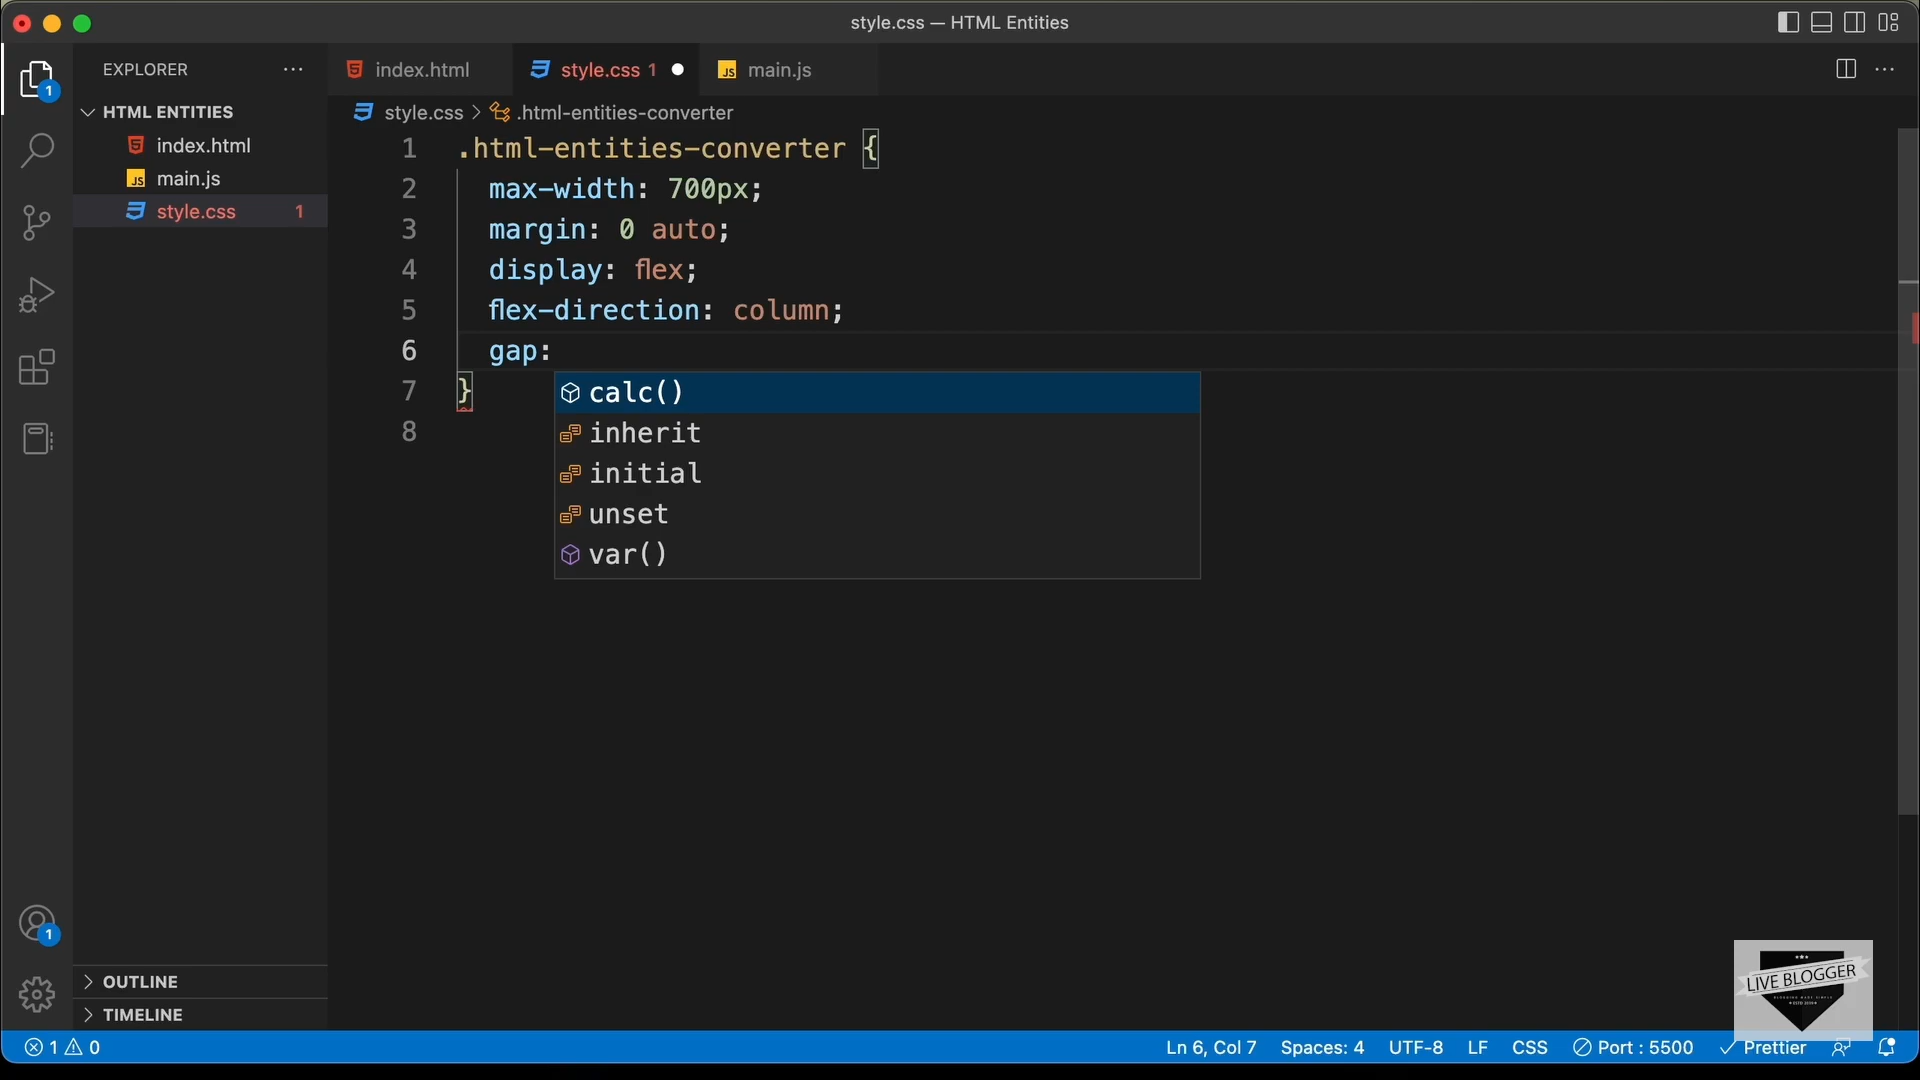 style.css — HTML Entities
EXPLORER
index.html
style.css 1
main.js
1
HTML ENTITIES
index.html
main.js
style.css 1
style.css > .html-entities-converter
1 .html-entities-converter {
2 max-width: 700px;
3 margin: 0 auto;
4 display: flex;
5 flex-direction: column;
6 gap:
7 }
8
calc()
inherit
initial
unset
var()
1
OUTLINE
TIMELINE
LIVE BLOGGER
1 0
Ln 6, Col 7
Spaces: 4
UTF-8
LF
CSS
Port : 5500
Prettier